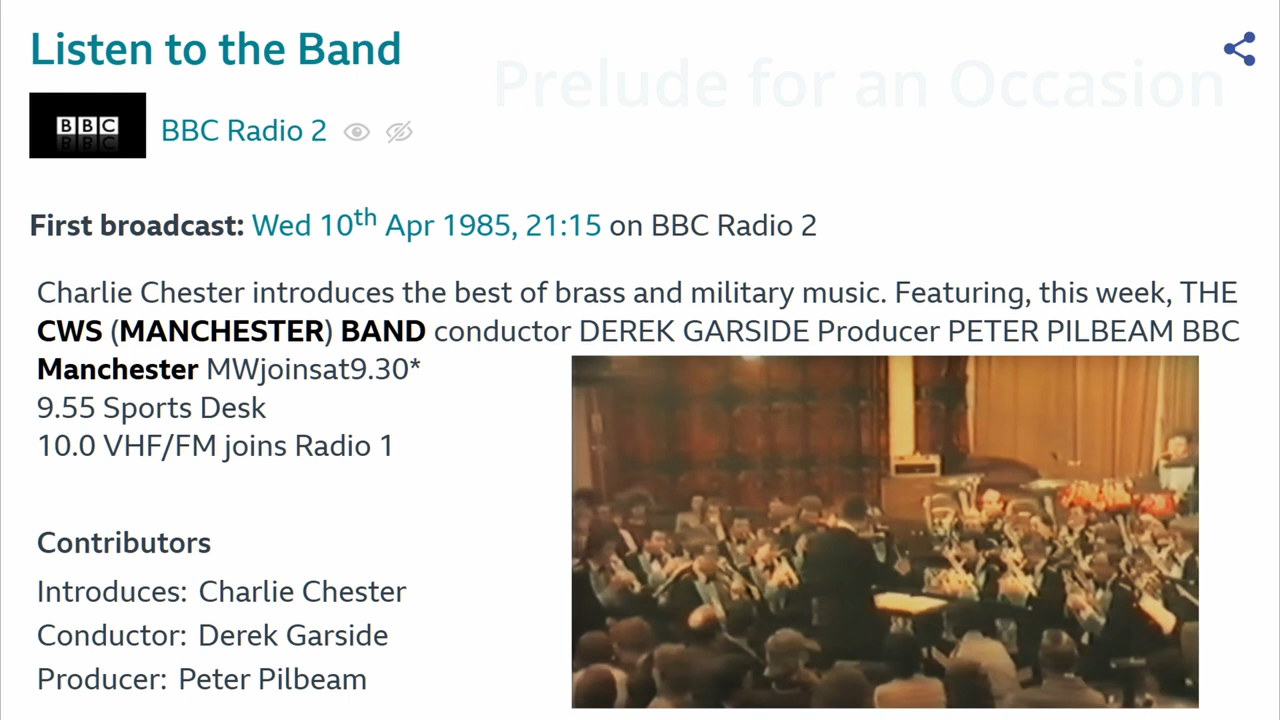 Listen to the Band
Prelude for an Occasion
BBC
BBC Radio 2
First broadcast: Wed 10th Apr 1985, 21:15 on BBC Radio 2
Charlie Chester introduces the best of brass and military music. Featuring, this week, THE
CWS (MANCHESTER) BAND conductor DEREK GARSIDE Producer PETER PILBEAM BBC
Manchester MWjoinsat9.30*
9.55 Sports Desk
10.0 VHF/FM joins Radio 1
Contributors
Introduces: Charlie Chester
Conductor: Derek Garside
Producer: Peter Pilbeam